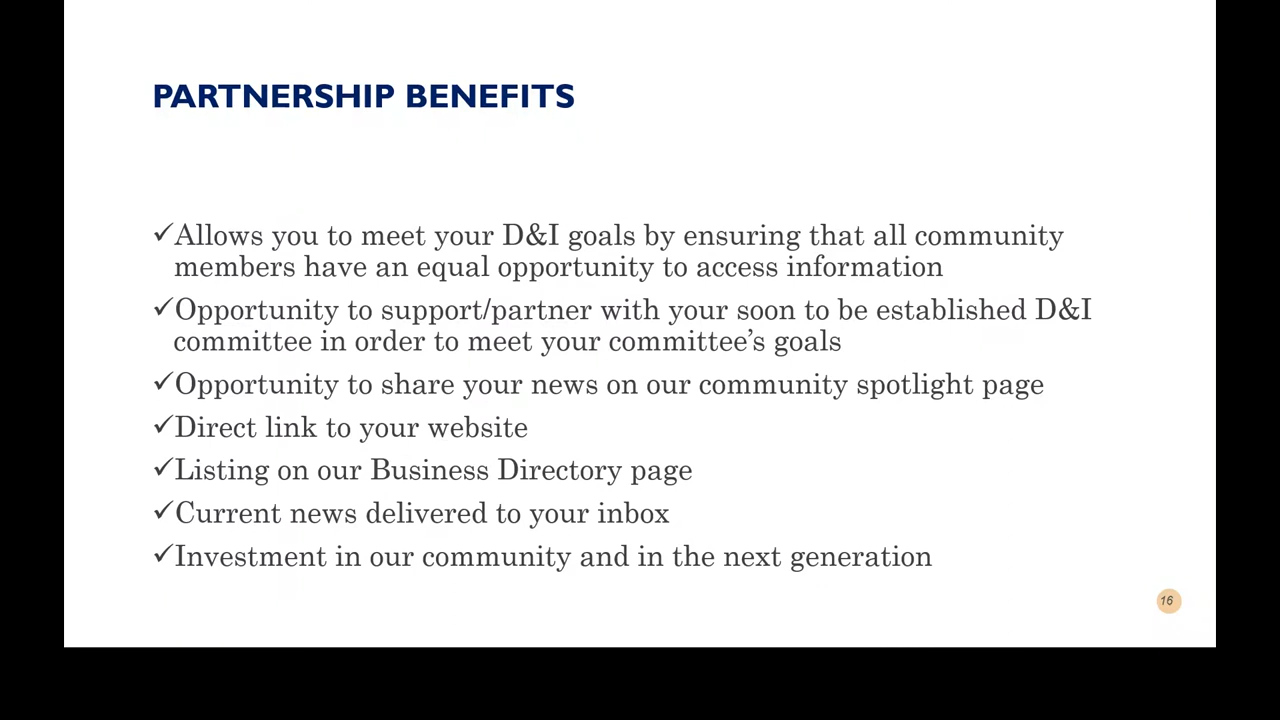 PARTNERSHIP BENEFITS
✓Allows you to meet your D&I goals by ensuring that all community
members have an equal opportunity to access information
✓Opportunity to support/partner with your soon to be established D&I
committee in order to meet your committee’s goals
✓Opportunity to share your news on our community spotlight page
✓Direct link to your website
✓Listing on our Business Directory page
✓Current news delivered to your inbox
✓Investment in our community and in the next generation
16